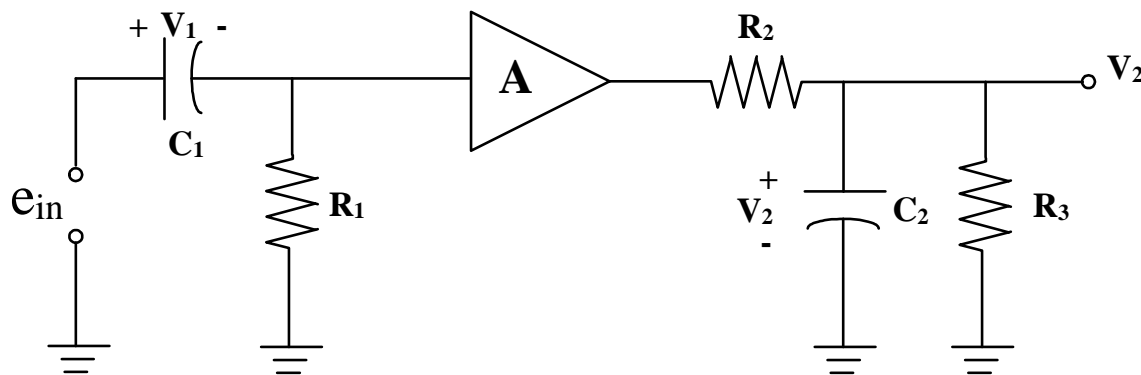 + V₁ -
C₁
eᵢₙ
R₁
A
R₂
V₂
+
V₂
-
C₂
R₃